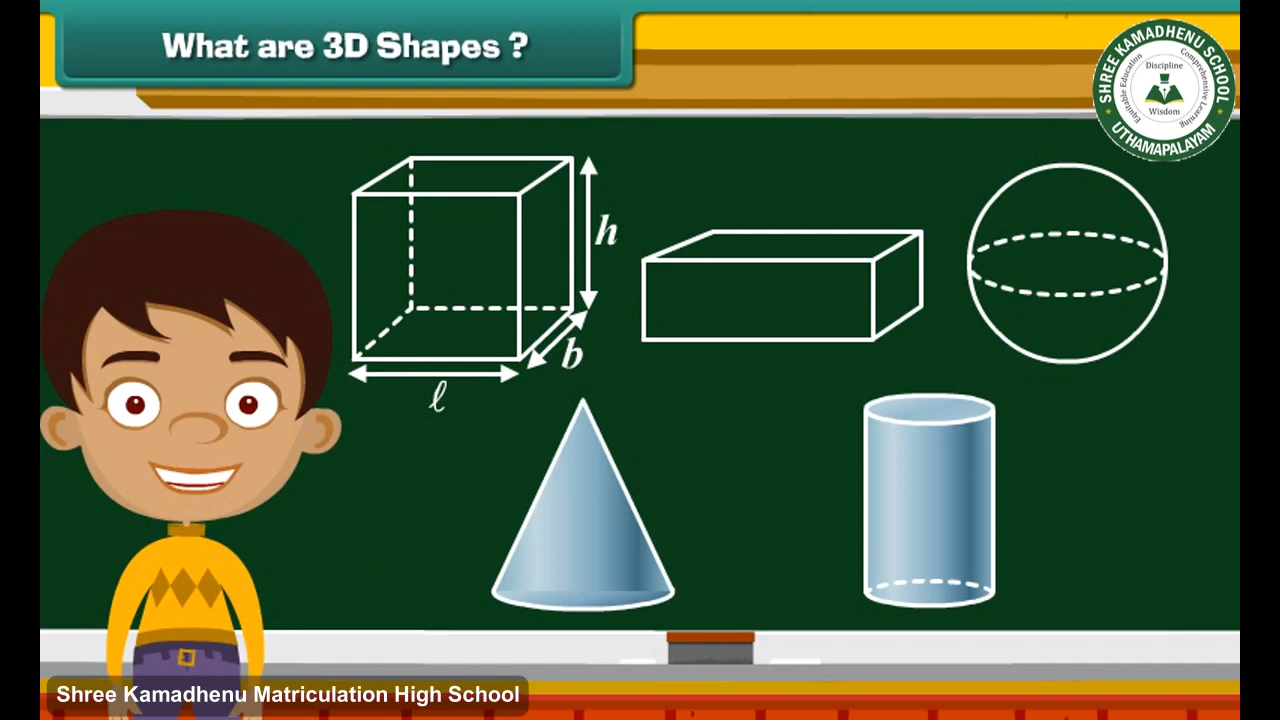 What are 3D Shapes ?
SHREE KAMADHENU SCHOOL
Discipline
Equitable Education
Comprehensive Learning
Wisdom
UTHAMAPALAYAM
h
b
ℓ
Shree Kamadhenu Matriculation High School